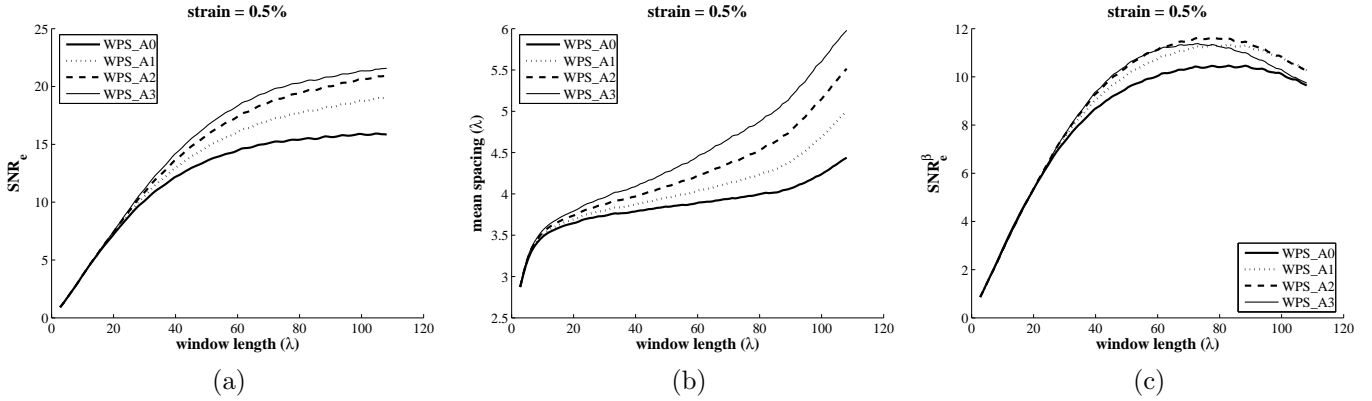 strain = 0.5%
SNR_e
25
20
15
10
5
0
0 20 40 60 80 100 120
window length (λ)
WPS_A0
WPS_A1
WPS_A2
WPS_A3
(a)
strain = 0.5%
mean spacing (λ)
6
5.5
5
4.5
4
3.5
3
2.5
0 20 40 60 80 100 120
window length (λ)
WPS_A0
WPS_A1
WPS_A2
WPS_A3
(b)
strain = 0.5%
SNR_e^β
12
10
8
6
4
2
0
0 20 40 60 80 100 120
window length (λ)
WPS_A0
WPS_A1
WPS_A2
WPS_A3
(c)